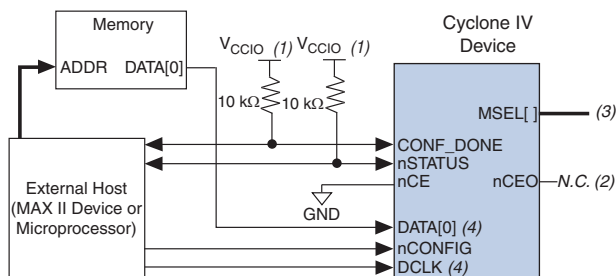 Memory
ADDR DATA[0]
VCCIO (1) VCCIO (1)
10 kΩ 10 kΩ
Cyclone IV
Device
MSEL[ ] (3)
CONF_DONE
nSTATUS
nCE nCEO N.C. (2)
GND
External Host
(MAX II Device or
Microprocessor)
DATA[0] (4)
nCONFIG
DCLK (4)